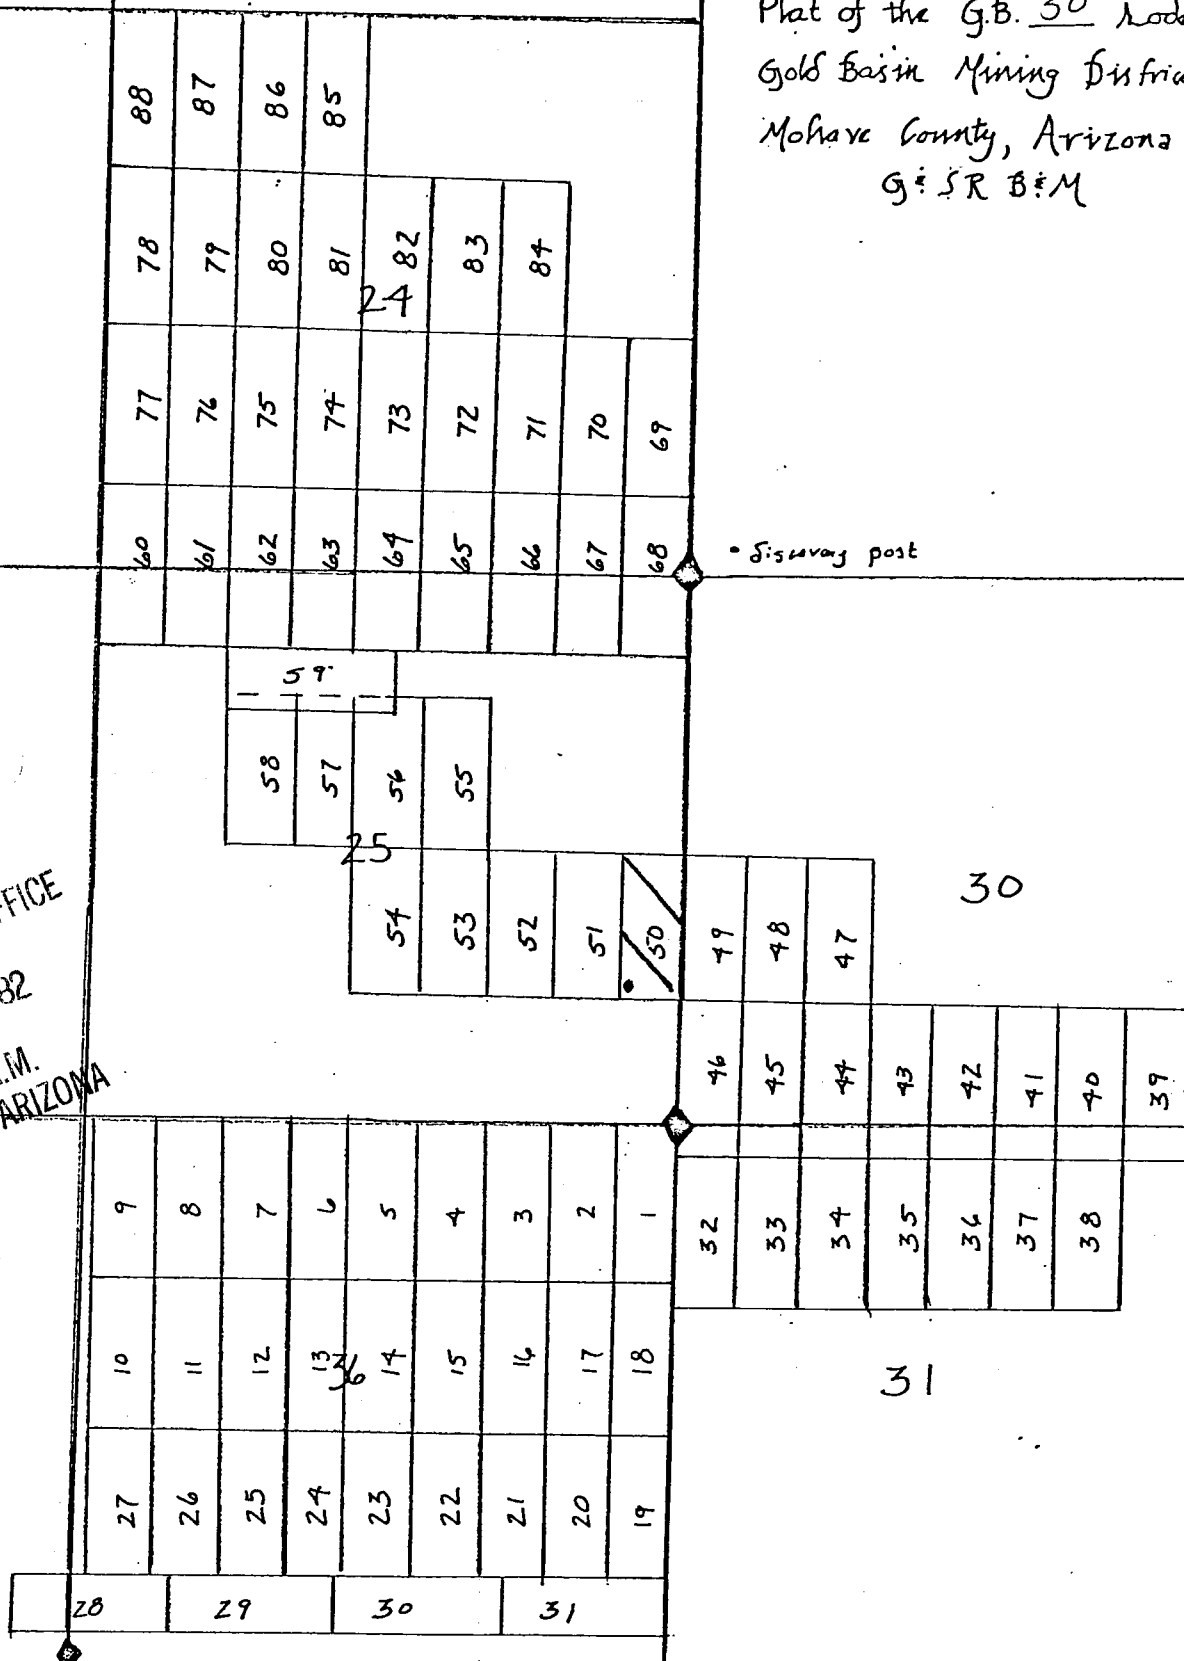 Plat of the G.B. 50
Gold Basin Mining
Mohave County, Arizona
G & S R B & M
88 87 86 85
78 79 80 81 82 83 84
24
77 76 75 74 73 72 71 70 69
60 61 62 63 64 65 66 67 68
• discovery post
59
58 57 56 55
25
30
54 53 52 51 50 49 48 47
FFICE
82
.M.
ARIZONA
46 45 44 43 42 41 40 39
9 8 7 6 5 4 3 2 1
32 33 34 35 36 37 38
10 11 12 13 14 15 16 17 18
36
31
27 26 25 24 23 22 21 20 19
28 29 30 31